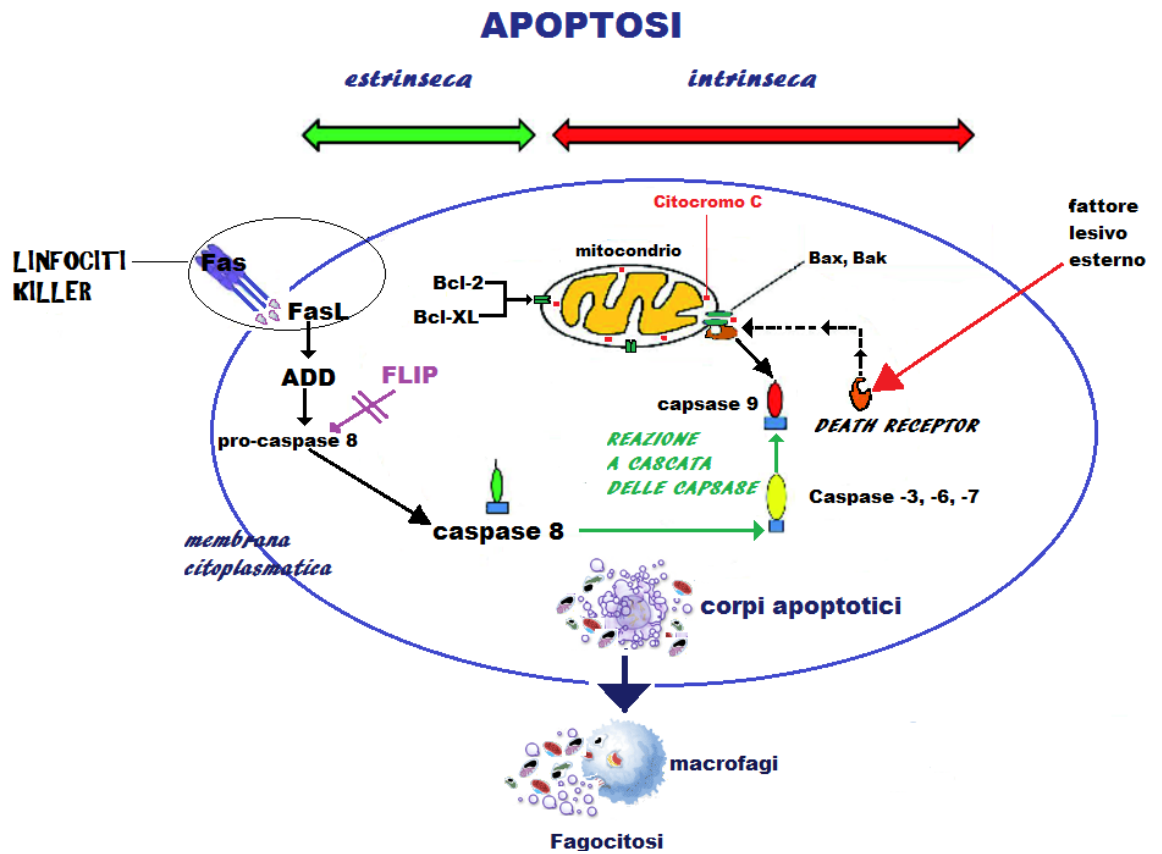 APOPTOSI
estrinseca
intrinseca
Citocromo C
fattore
lesivo
esterno
mitocondrio
Bax, Bak
LINFOCITI
KILLER
Fas
FasL
Bcl-2
Bcl-XL
ADD
FLIP
pro-caspase 8
capsase 9
DEATH RECEPTOR
REAZIONE
A CASCATA
DELLE CAPSASE
Caspase -3, -6, -7
caspase 8
membrana
citoplasmatica
corpi apoptotici
macrofagi
Fagocitosi